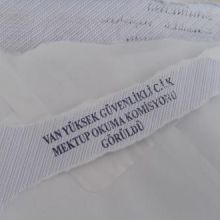 VAN YÜKSEK GÜVENLİKLİ C.İ.K
MEKTUP OKUMA KOMİSYONU
GÖRÜLDÜ